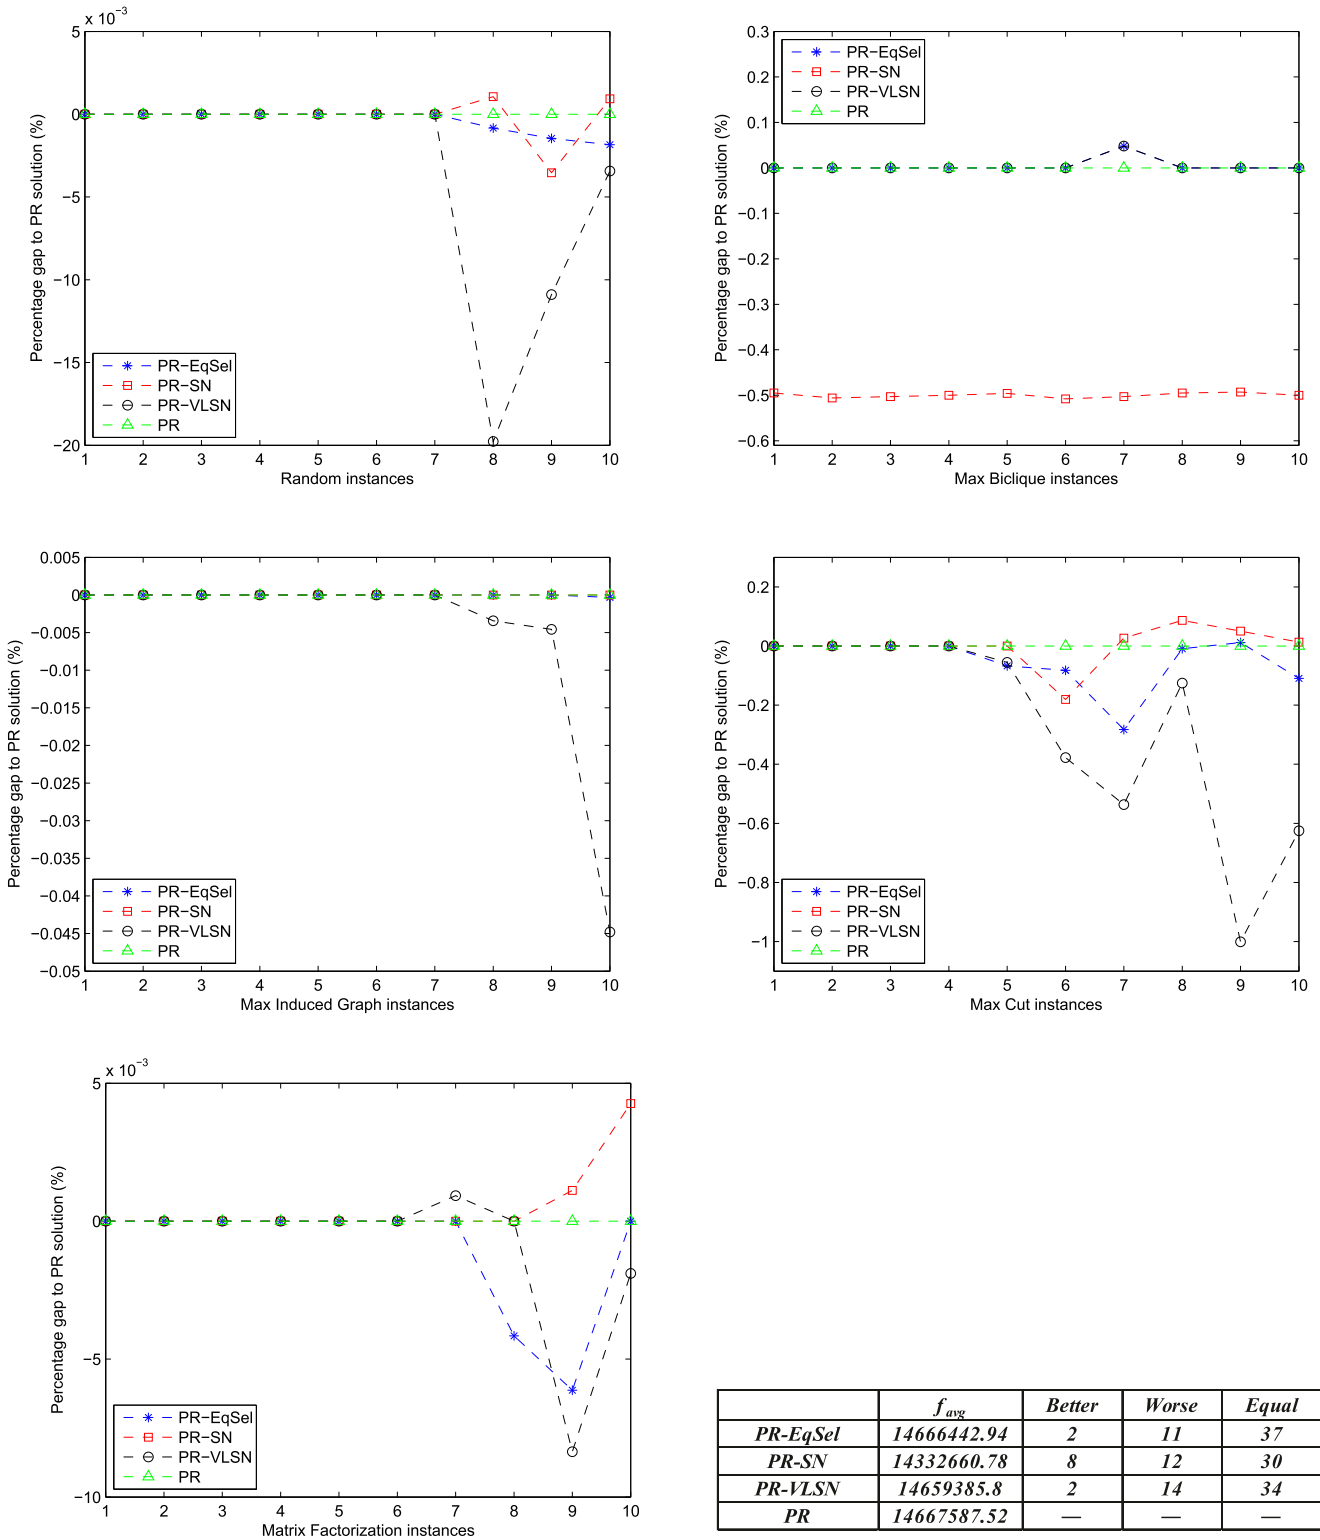 x 10⁻³
5
0
−5
−10
−15
−20
Percentage gap to PR solution (%)
PR−EqSel
PR−SN
PR−VLSN
PR
1 2 3 4 5 6 7 8 9 10
Random instances
0.3
0.2
0.1
0
−0.1
−0.2
−0.3
−0.4
−0.5
−0.6
Percentage gap to PR solution (%)
PR−EqSel
PR−SN
PR−VLSN
PR
1 2 3 4 5 6 7 8 9 10
Max Biclique instances
0.005
0
−0.005
−0.01
−0.015
−0.02
−0.025
−0.03
−0.035
−0.04
−0.045
−0.05
Percentage gap to PR solution (%)
PR−EqSel
PR−SN
PR−VLSN
PR
1 2 3 4 5 6 7 8 9 10
Max Induced Graph instances
0.2
0
−0.2
−0.4
−0.6
−0.8
−1
Percentage gap to PR solution (%)
PR−EqSel
PR−SN
PR−VLSN
PR
1 2 3 4 5 6 7 8 9 10
Max Cut instances
x 10⁻³
5
0
−5
−10
Percentage gap to PR solution (%)
PR−EqSel
PR−SN
PR−VLSN
PR
1 2 3 4 5 6 7 8 9 10
Matrix Factorization instances
f_avg Better Worse Equal
PR-EqSel 14666442.94 2 11 37
PR-SN 14332660.78 8 12 30
PR-VLSN 14659385.8 2 14 34
PR 14667587.52 — — —